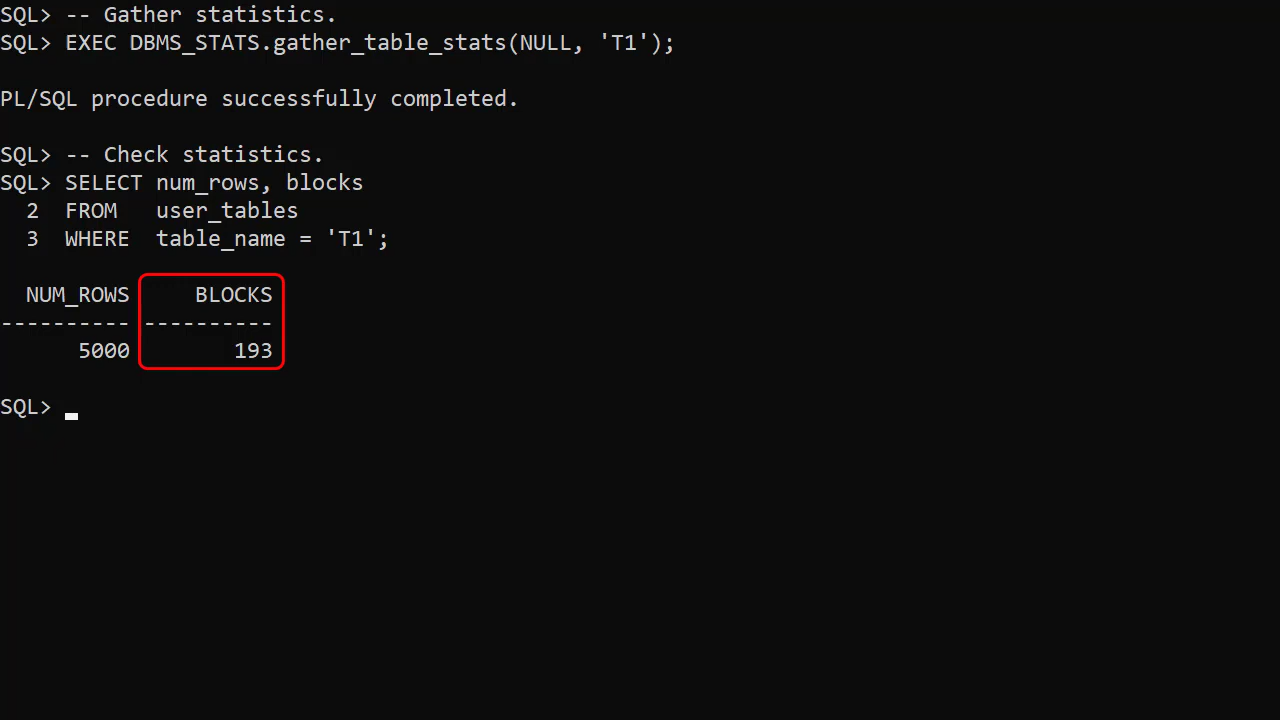 SQL> -- Gather statistics.
SQL> EXEC DBMS_STATS.gather_table_stats(NULL, 'T1');
PL/SQL procedure successfully completed.
SQL> -- Check statistics.
SQL> SELECT num_rows, blocks
  2  FROM   user_tables
  3  WHERE  table_name = 'T1';
  NUM_ROWS     BLOCKS
---------- ----------
      5000        193
SQL>